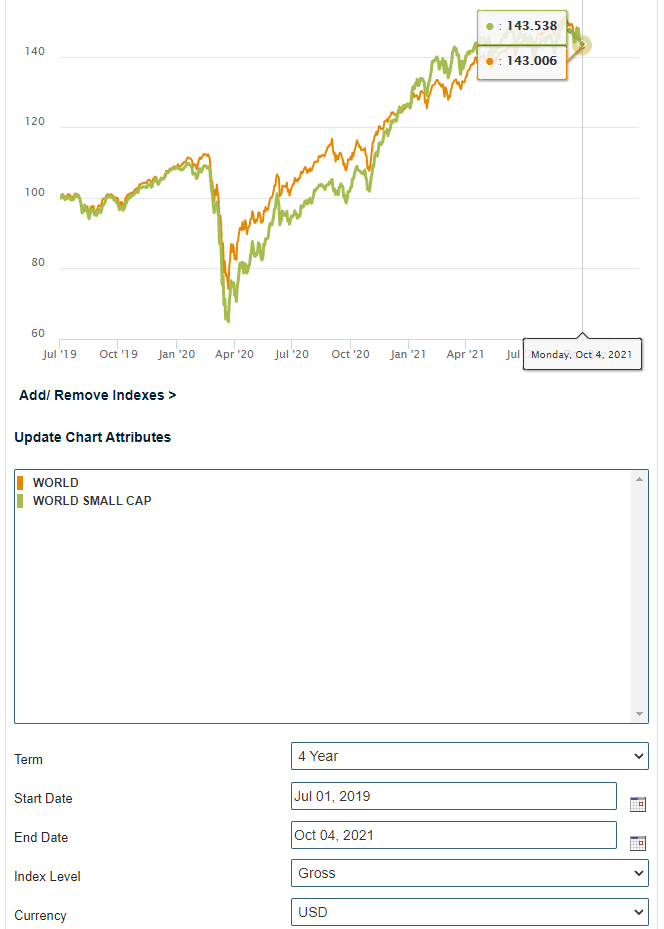 140
120
100
80
60
: 143.538
: 143.006
Jul '19 Oct '19 Jan '20 Apr '20 Jul '20 Oct '20 Jan '21 Apr '21 Jul
Monday, Oct 4, 2021
Add/ Remove Indexes >
Update Chart Attributes
WORLD
WORLD SMALL CAP
Term 4 Year
Start Date Jul 01, 2019
End Date Oct 04, 2021
Index Level Gross
Currency USD